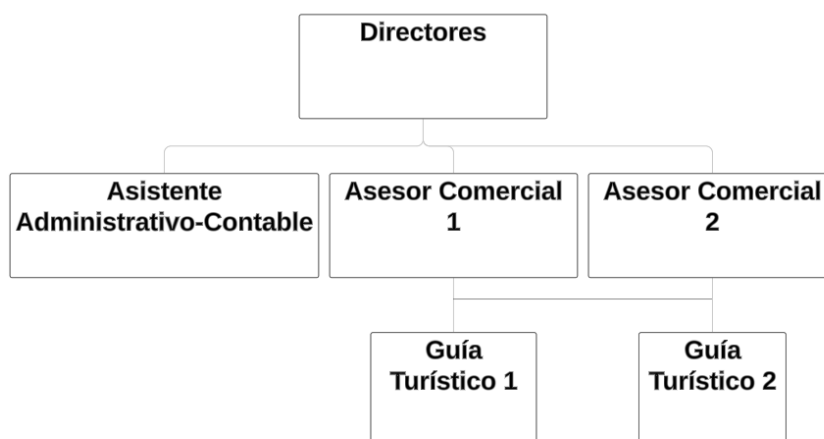 Directores
Asistente
Administrativo-Contable
Asesor Comercial
1
Asesor Comercial
2
Guía
Turístico 1
Guía
Turístico 2